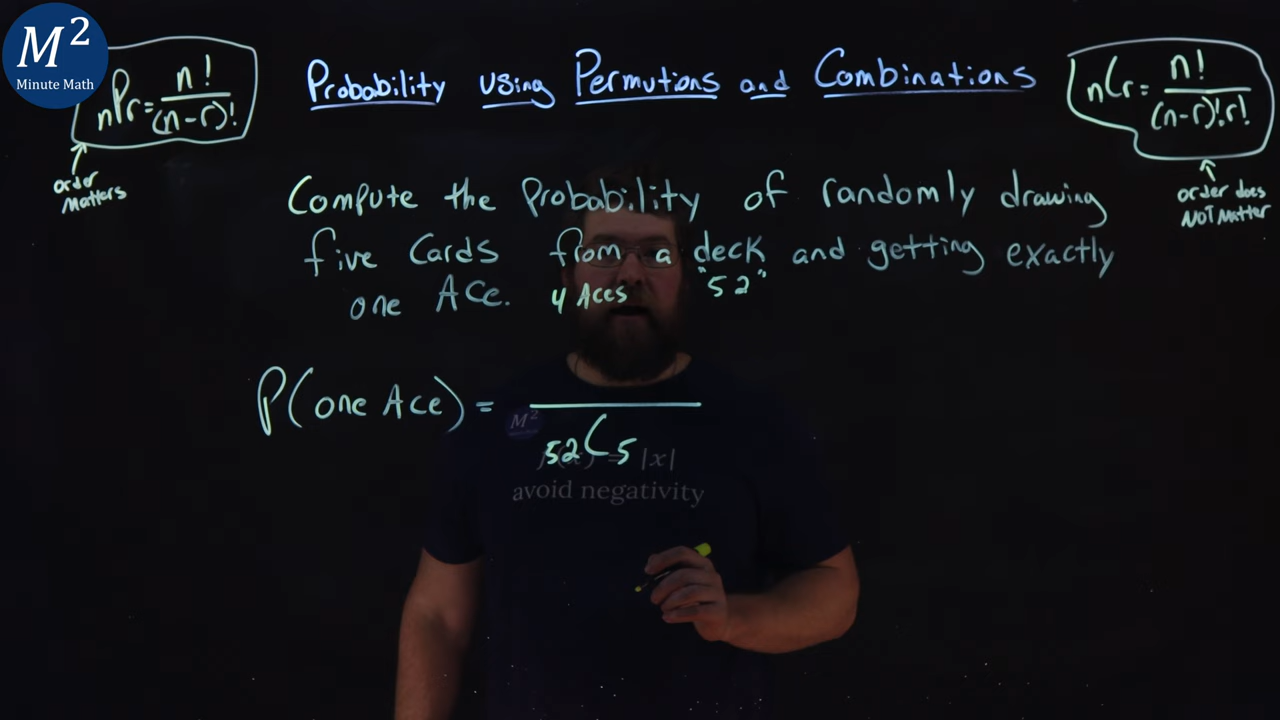 M²
Minute Math
nPr = n! / (n-r)!
order
Matters
Probability using Permutions and Combinations
nCr = n! / (n-r)!·r!
order does
NOT Matter
Compute the Probability of randomly drawing
five Cards from a deck and getting exactly
one Ace. 4 Aces "52"
P(one Ace) = / 52C5
M²
= |x|
avoid negativity